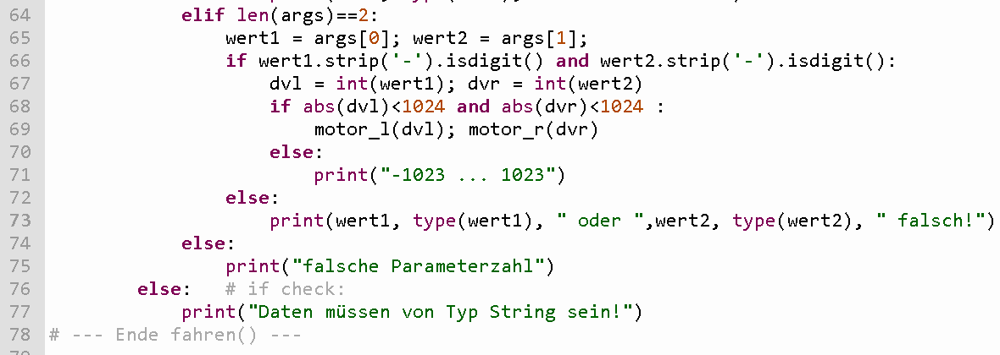 64 elif len(args)==2:
65 wert1 = args[0]; wert2 = args[1];
66 if wert1.strip('-').isdigit() and wert2.strip('-').isdigit():
67 dvl = int(wert1); dvr = int(wert2)
68 if abs(dvl)<1024 and abs(dvr)<1024 :
69 motor_l(dvl); motor_r(dvr)
70 else:
71 print("-1023 ... 1023")
72 else:
73 print(wert1, type(wert1), " oder ",wert2, type(wert2), " falsch!")
74 else:
75 print("falsche Parameterzahl")
76 else: # if check:
77 print("Daten müssen von Typ String sein!")
78 # --- Ende fahren() ---